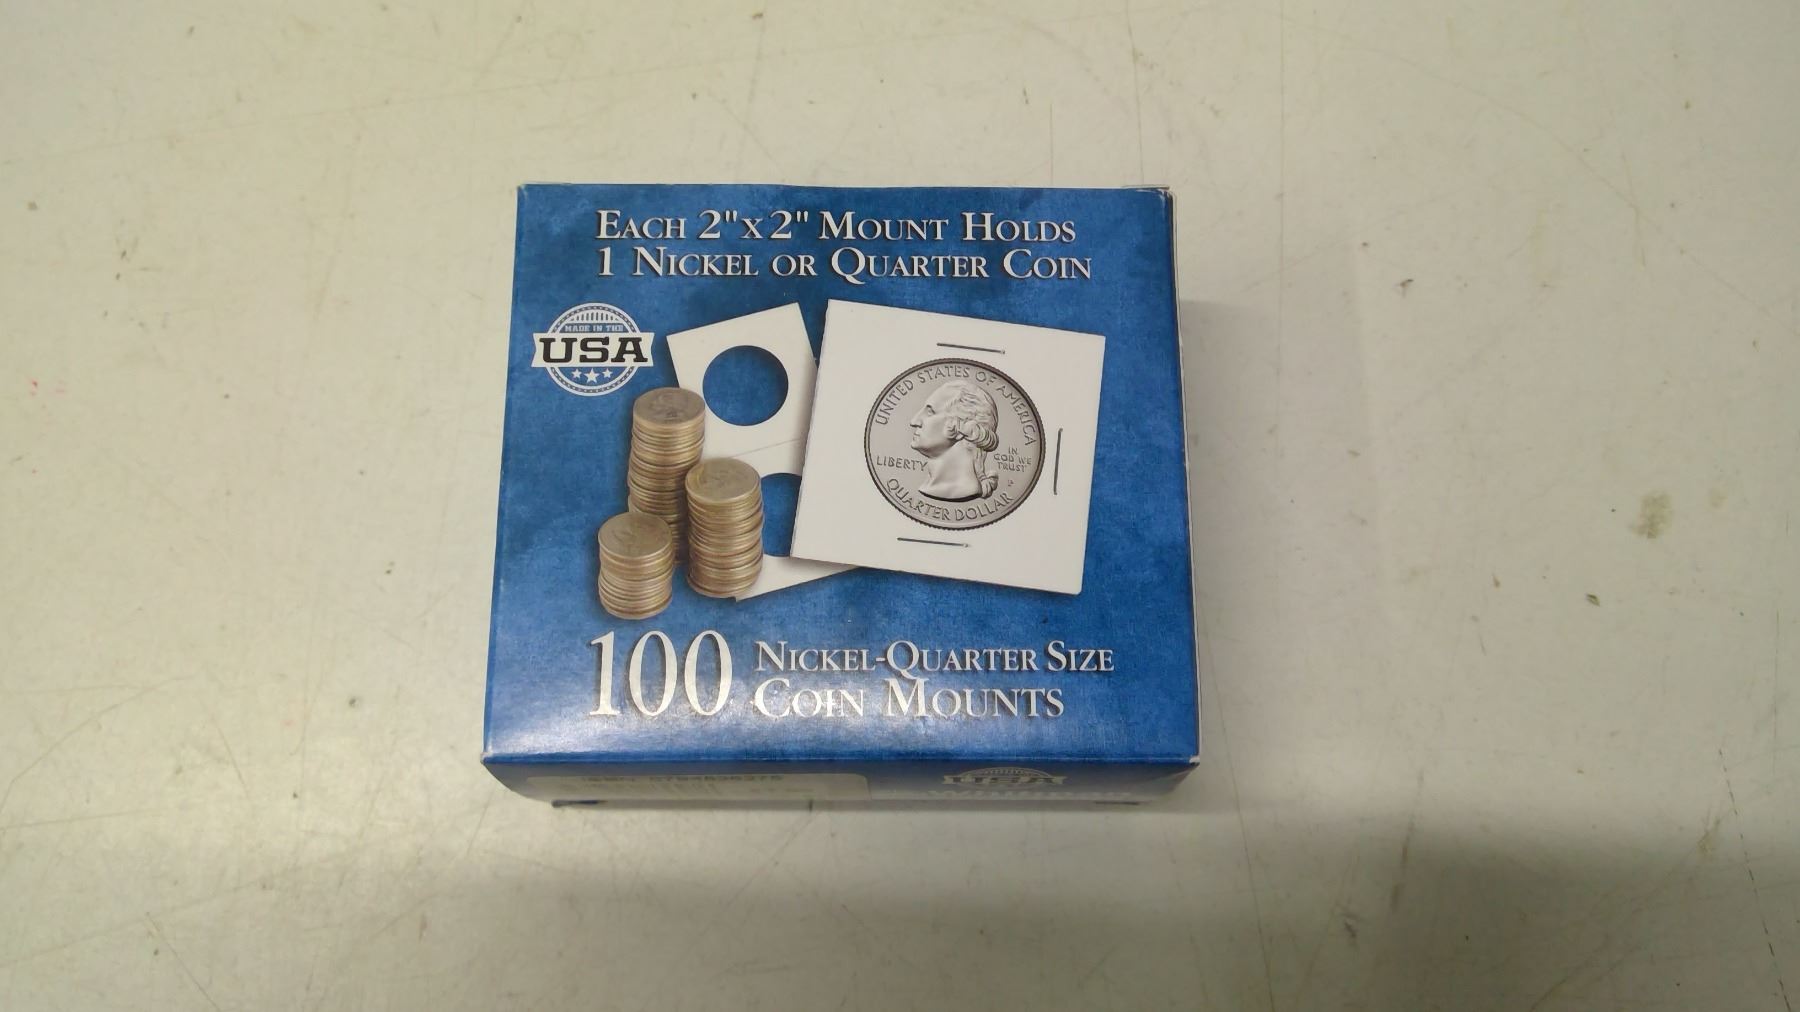 EACH 2"X2" MOUNT HOLDS
1 NICKEL OR QUARTER COIN
MADE IN THE
USA
UNITED STATES OF AMERICA
LIBERTY
IN
GOD WE
TRUST
QUARTER DOLLAR
100 NICKEL-QUARTER SIZE
COIN MOUNTS
USA